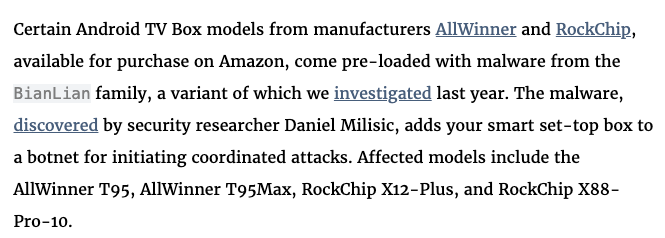 Certain Android TV Box models from manufacturers AllWinner and RockChip,
available for purchase on Amazon, come pre-loaded with malware from the
BianLian family, a variant of which we investigated last year. The malware,
discovered by security researcher Daniel Milisic, adds your smart set-top box to
a botnet for initiating coordinated attacks. Affected models include the
AllWinner T95, AllWinner T95Max, RockChip X12-Plus, and RockChip X88-
Pro-10.